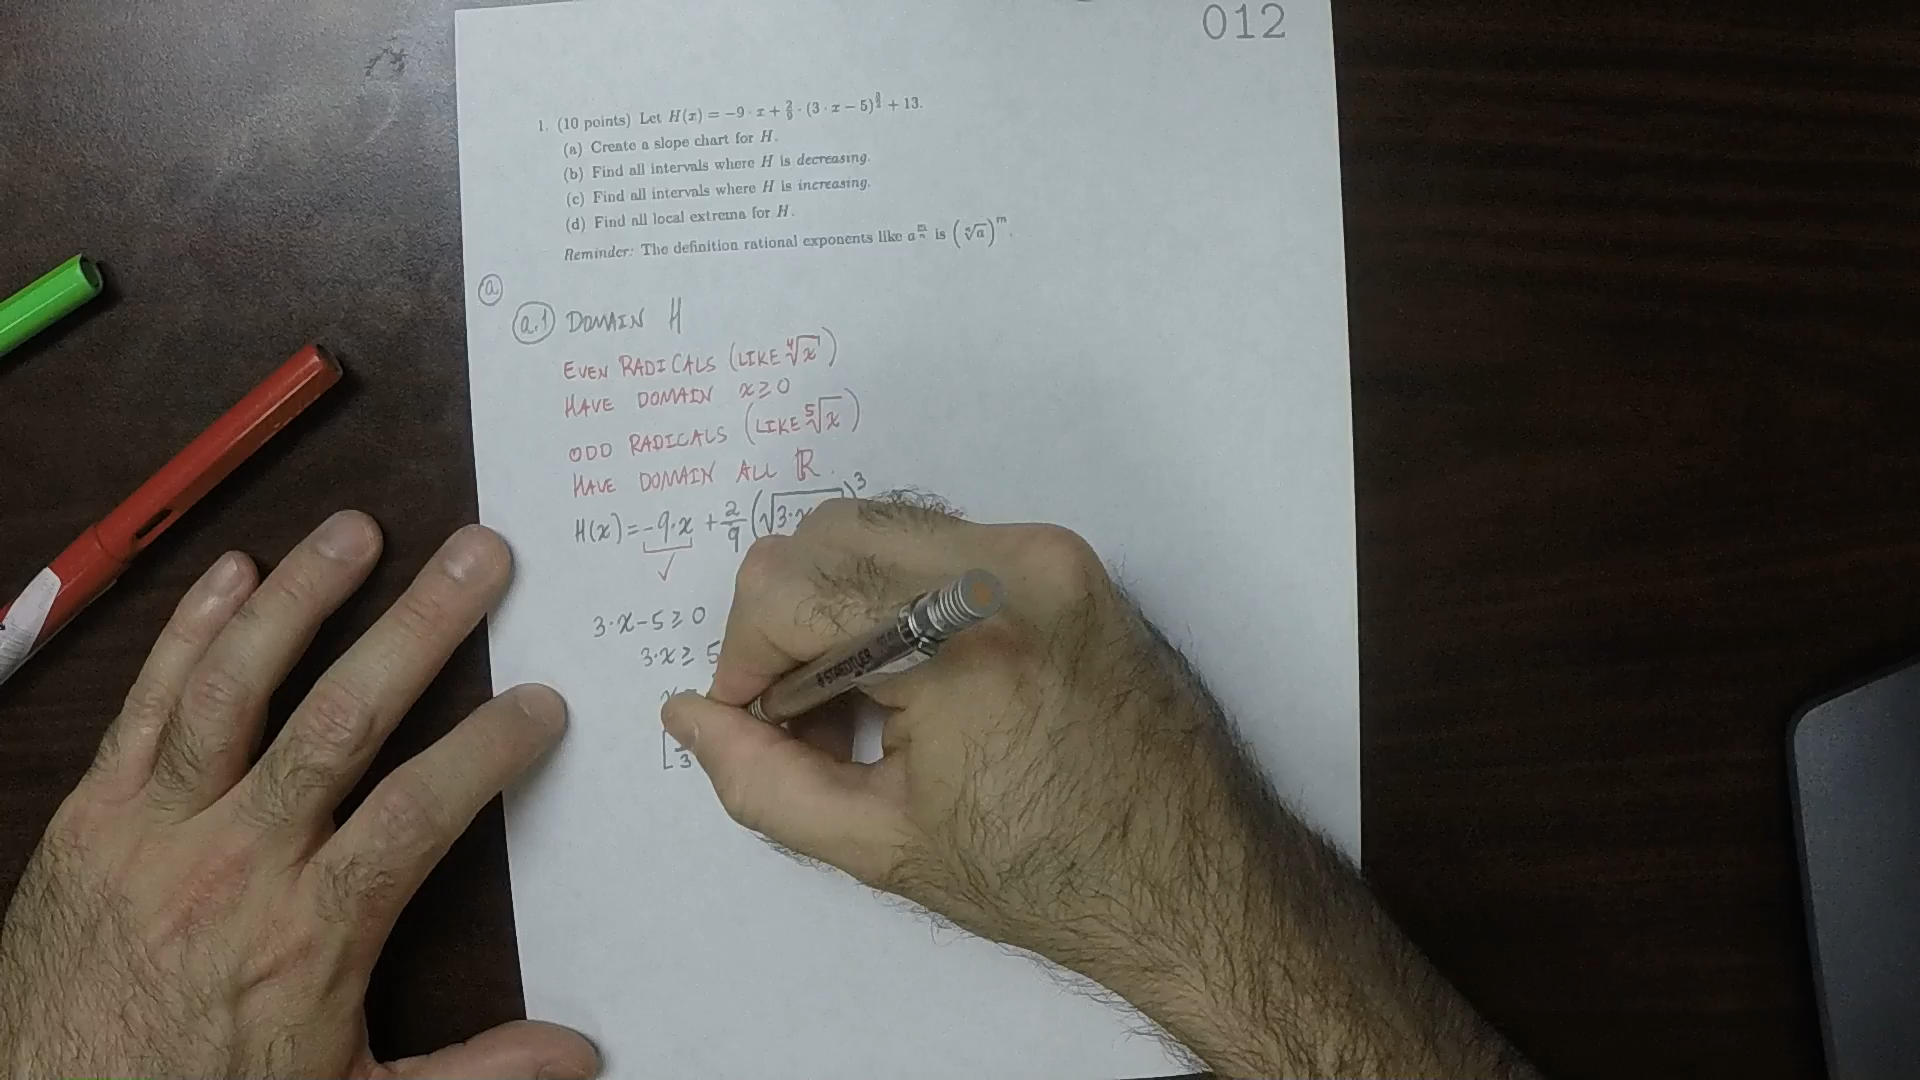 012
1. (10 points) Let H(x) = −9 · x + 2/9 · (3 · x − 5)^(3/2) + 13.
(a) Create a slope chart for H.
(b) Find all intervals where H is decreasing.
(c) Find all intervals where H is increasing.
(d) Find all local extrema for H.
Reminder: The definition rational exponents like a^(m/n) is (ⁿ√a)^m.
a
a.1 DOMAIN H
EVEN RADICALS (LIKE ⁴√x)
HAVE DOMAIN x ≥ 0
ODD RADICALS (LIKE ⁵√x)
HAVE DOMAIN ALL ℝ.
H(x) = −9·x + 2/9 (√3·x )³
✓
3·x−5 ≥ 0
3·x ≥ 5
[ 3
STAEDTLER